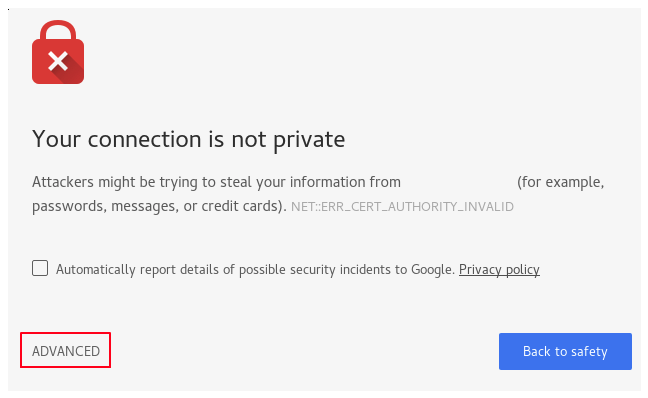 Your connection is not private
Attackers might be trying to steal your information from (for example,
passwords, messages, or credit cards). NET::ERR_CERT_AUTHORITY_INVALID
Automatically report details of possible security incidents to Google. Privacy policy
ADVANCED
Back to safety